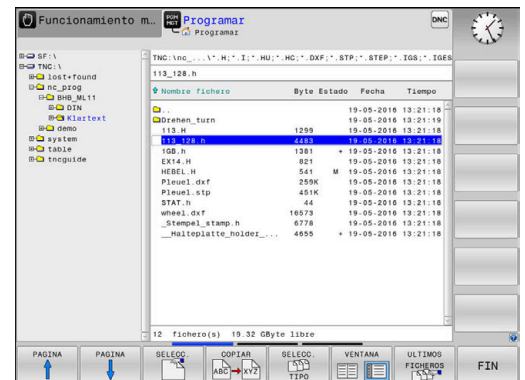 Funcionamiento m...
PGM
MGT
Programar
Programar
DNC
SF:\
TNC:\
lost+found
nc_prog
BHB_ML11
DIN
Klartext
demo
system
table
tncguide
TNC:\nc_...\*.H;*.I;*.HU;*.HC;*.DXF;*.STP;*.STEP;*.IGS;*.IGES
113_128.h
Nombre fichero Byte Estado Fecha Tiempo
.. 19-05-2016 13:21:18
Drehen_turn 19-05-2016 13:21:19
113.H 1299 19-05-2016 13:21:18
113_128.h 4483 19-05-2016 13:21:18
1GB.h 1381 + 19-05-2016 13:21:18
EX14.H 821 19-05-2016 13:21:18
HEBEL.H 541 M 19-05-2016 13:21:18
Pleuel.dxf 259K 19-05-2016 13:21:18
Pleuel.stp 451K 19-05-2016 13:21:18
STAT.h 44 19-05-2016 13:21:18
wheel.dxf 16573 19-05-2016 13:21:18
_Stempel_stamp.h 6778 19-05-2016 13:21:18
__Halteplatte_holder_... 4655 + 19-05-2016 13:21:18
12 fichero(s) 19.32 GByte libre
PAGINA
PAGINA
SELECC.
COPIAR
ABC XYZ
SELECC.
TIPO
VENTANA
ULTIMOS
FICHEROS
FIN